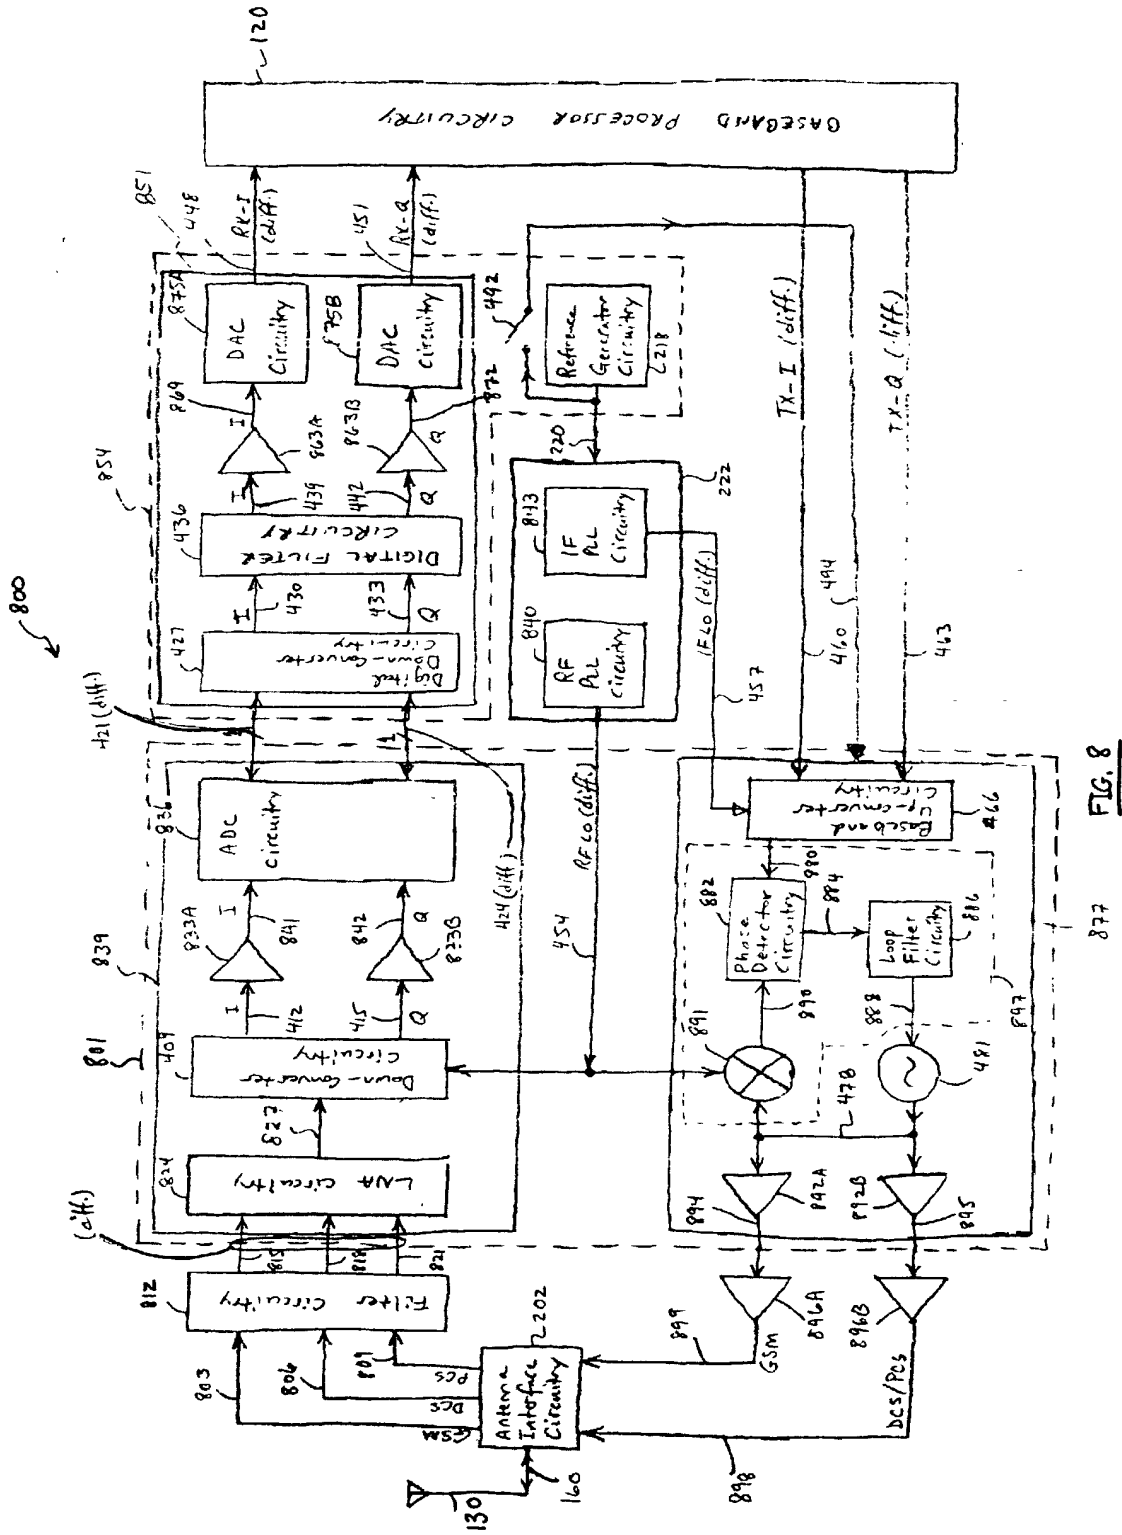 800
801
839
854
851
120
130
160
Antenna
Interface
Circuitry
202
GSM
DCS
PCS
803
806
809
812
Filter Circuitry
(diff.)
815
818
821
824
LNA Circuitry
827
409
Down-Converter
Circuitry
I
412
415
Q
833A
833B
I
841
842
Q
836
ADC
Circuitry
421 (diff.)
424 (diff.)
1
427
Digital
Down-Converter
Circuitry
I
430
433
Q
436
DIGITAL FILTER
CIRCUITRY
I
439
442
Q
863A
863B
I
869
872
Q
875A
DAC
Circuitry
875B
DAC
Circuitry
448
RX-I
(diff.)
451
RX-Q
(diff.)
BASEBAND PROCESSOR CIRCUITRY
492
Reference
Generator
Circuitry
218
220
222
840
RF
PLL
Circuitry
843
IF
PLL
Circuitry
RF LO (diff.)
454
IF LO (diff.)
457
TX-I (diff.)
460
494
TX-Q (diff.)
463
Baseband
Up-converter
Circuitry
466
880
882
Phase
Detector
Circuitry
884
Loop
Filter
Circuitry
886
888
890
891
481
478
892A
892B
894
895
896A
896B
899
GSM
DCS/PCS
898
897
877
FIG. 8